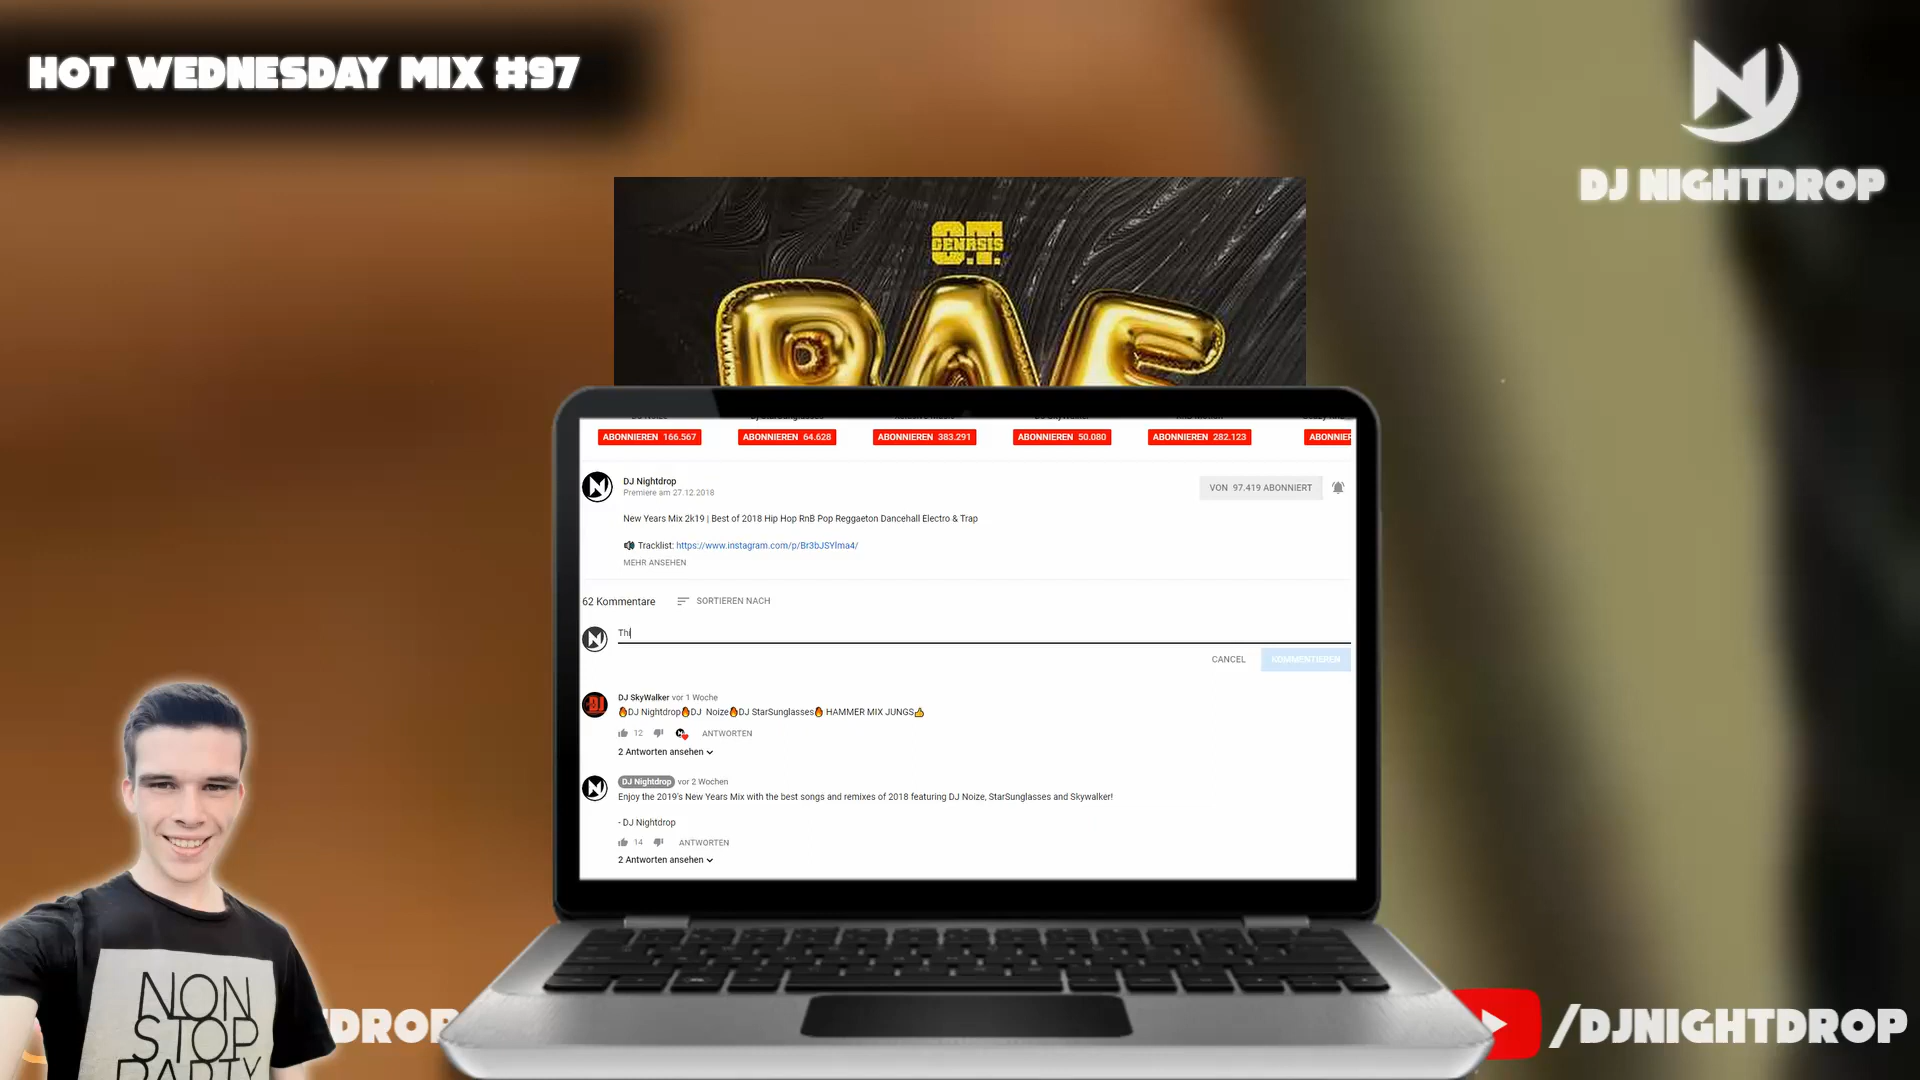 HOT WEDNESDAY MIX #97
DJ NIGHTDROP
O.T.
GENASIS
BAE
ABONNIEREN 166.567
ABONNIEREN 64.628
ABONNIEREN 383.291
ABONNIEREN 50.080
ABONNIEREN 282.123
ABONNIER
DJ Nightdrop
Premiere am 27.12.2018
VON 97.419 ABONNIERT
New Years Mix 2k19 | Best of 2018 Hip Hop RnB Pop Reggaeton Dancehall Electro & Trap
Tracklist: https://www.instagram.com/p/Br3bJSYlma4/
MEHR ANSEHEN
62 Kommentare
SORTIEREN NACH
Thi
CANCEL
KOMMENTIEREN
DJ SkyWalker vor 1 Woche
🔥DJ Nightdrop🔥DJ Noize🔥DJ StarSunglasses🔥 HAMMER MIX JUNGS👍
12
ANTWORTEN
2 Antworten ansehen
DJ Nightdrop vor 2 Wochen
Enjoy the 2019's New Years Mix with the best songs and remixes of 2018 featuring DJ Noize, StarSunglasses and Skywalker!
- DJ Nightdrop
14
ANTWORTEN
2 Antworten ansehen
NON
STOP
PARTY
DROP
/DJNIGHTDROP